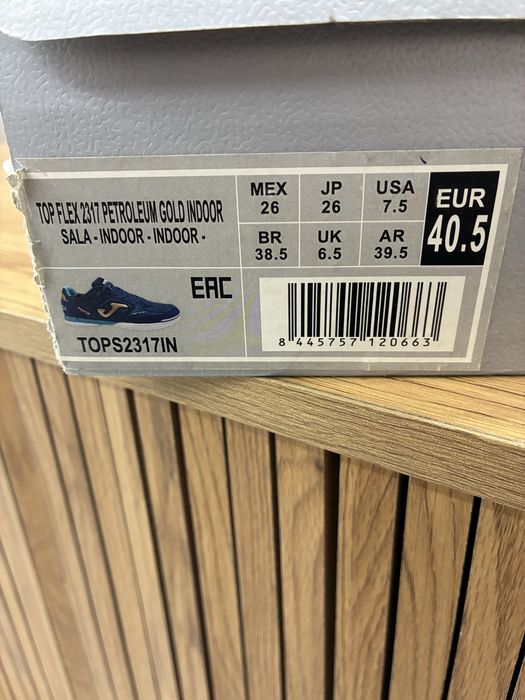 TOP FLEX 2317 PETROLEUM GOLD INDOOR
SALA - INDOOR - INDOOR -
MEX 26
JP 26
USA 7.5
BR 38.5
UK 6.5
AR 39.5
EUR 40.5
EAC
TOPS2317IN
8 445757 120663